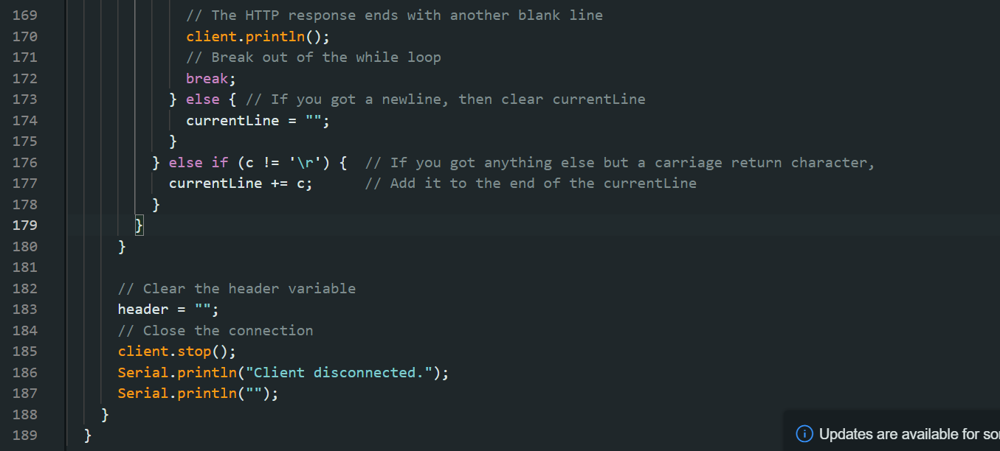 169 // The HTTP response ends with another blank line
170 client.println();
171 // Break out of the while loop
172 break;
173 } else { // If you got a newline, then clear currentLine
174 currentLine = "";
175 }
176 } else if (c != '\r') {  // If you got anything else but a carriage return character,
177 currentLine += c;      // Add it to the end of the currentLine
178 }
179 }
180 }
181
182 // Clear the header variable
183 header = "";
184 // Close the connection
185 client.stop();
186 Serial.println("Client disconnected.");
187 Serial.println("");
188 }
189 }
Updates are available for